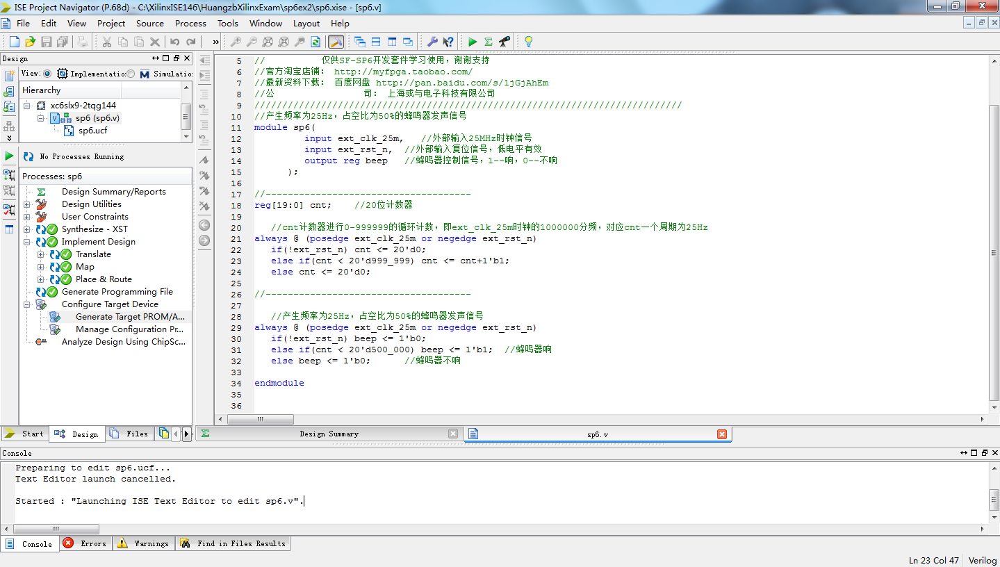 ISE Project Navigator (P.68d) - C:\XilinxISE146\HuangzbXilinxExam\sp6ex2\sp6.xise - [sp6.v]
File Edit View Project Source Process Tools Window Layout Help
»
Design
View: Implementatio: M Simulatio:
Hierarchy
xc6slx9-2tqg144
sp6 (sp6.v)
sp6.ucf
No Processes Running
Processes: sp6
Design Summary/Reports
Design Utilities
User Constraints
Synthesize - XST
Implement Design
Translate
Map
Place & Route
Generate Programming File
Configure Target Device
Generate Target PROM/A...
Manage Configuration Pr...
Analyze Design Using ChipSc...
Start Design Files
5 // 仅供SF-SP6开发套件学习使用，谢谢支持
6 //官方淘宝店铺： http://myfpga.taobao.com/
7 //最新资料下载： 百度网盘 http://pan.baidu.com/s/1jGjAhEm
8 //公 司： 上海或与电子科技有限公司
9 /////////////////////////////////////////////////////////////////////////////
10 //产生频率为25Hz，占空比为50%的蜂鸣器发声信号
11 module sp6(
12 input ext_clk_25m, //外部输入25MHz时钟信号
13 input ext_rst_n, //外部输入复位信号，低电平有效
14 output reg beep //蜂鸣器控制信号，1--响，0--不响
15 );
16
17 //-------------------------------------
18 reg[19:0] cnt; //20位计数器
19
20 //cnt计数器进行0-999999的循环计数，即ext_clk_25m时钟的1000000分频，对应cnt一个周期为25Hz
21 always @ (posedge ext_clk_25m or negedge ext_rst_n)
22 if(!ext_rst_n) cnt <= 20'd0;
23 else if(cnt < 20'd999_999) cnt <= cnt+1'b1;
24 else cnt <= 20'd0;
25
26 //-------------------------------------
27
28 //产生频率为25Hz，占空比为50%的蜂鸣器发声信号
29 always @ (posedge ext_clk_25m or negedge ext_rst_n)
30 if(!ext_rst_n) beep <= 1'b0;
31 else if(cnt < 20'd500_000) beep <= 1'b1; //蜂鸣器响
32 else beep <= 1'b0; //蜂鸣器不响
33
34 endmodule
35
36
Design Summary sp6.v
Console
Preparing to edit sp6.ucf...
Text Editor launch cancelled.
Started : "Launching ISE Text Editor to edit sp6.v".
Console Errors Warnings Find in Files Results
Ln 23 Col 47 Verilog